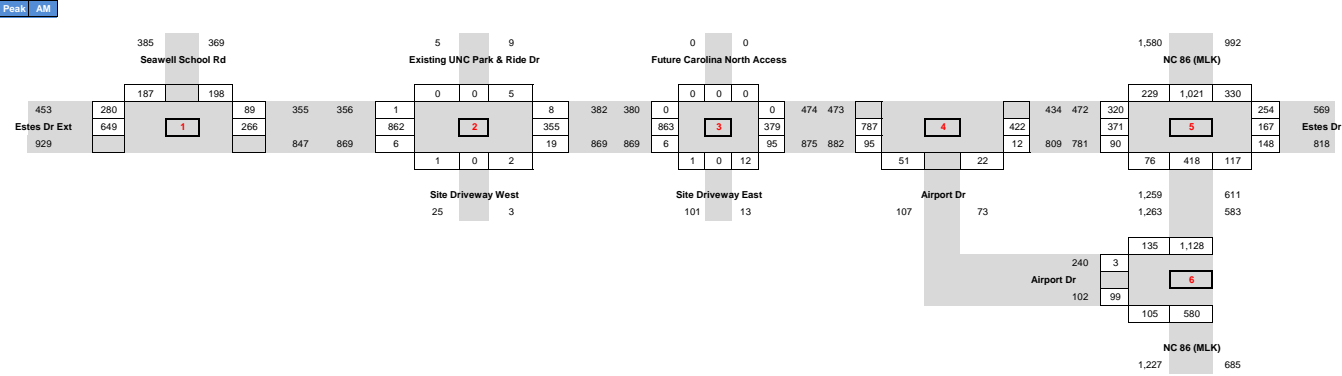 Peak AM
385 369 5 9 0 0 1,580 992
Seawell School Rd Existing UNC Park & Ride Dr Future Carolina North Access NC 86 (MLK)
187 198 0 0 5 0 0 0 229 1,021 330
453 280 89 355 356 1 8 382 380 0 0 474 473 434 472 320 254 569
Estes Dr Ext 649 1 266 862 2 355 863 3 379 787 4 422 371 5 167 Estes Dr
929 847 869 6 19 869 869 6 95 875 882 95 12 809 781 90 148 818
1 0 2 1 0 12 51 22 76 418 117
Site Driveway West Site Driveway East Airport Dr 1,259 611
25 3 101 13 107 73 1,263 583
135 1,128
240 3
Airport Dr 6
102 99
105 580
NC 86 (MLK)
1,227 685